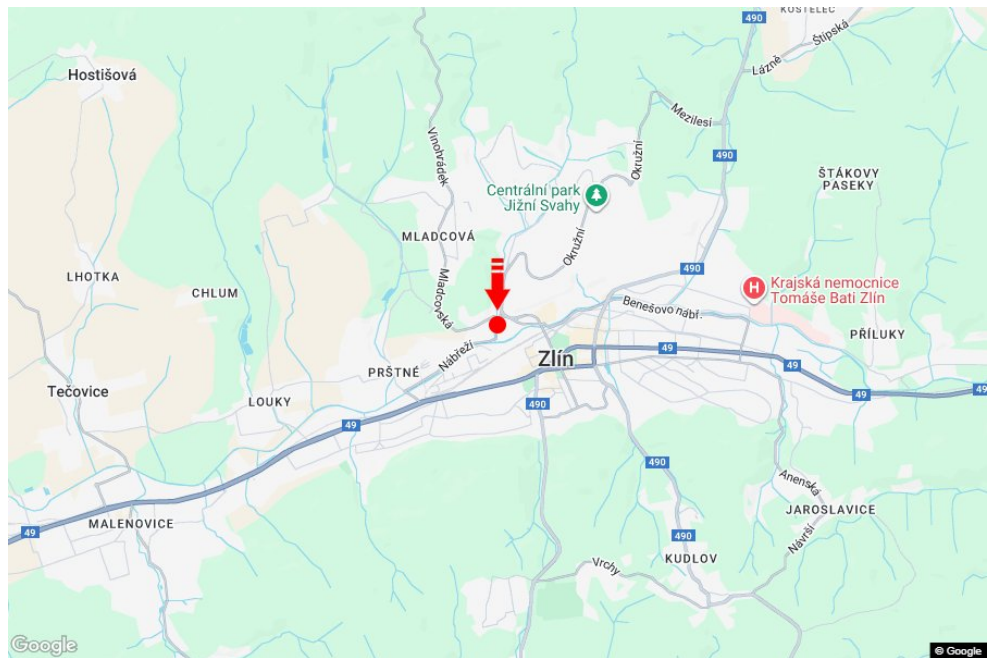 KOSTELEC
Štípská
Hostišová
Lázně
Mezilesí
Vinohrádek
490
Okružní
ŠTÁKOVY
PASEKY
Centrální park
Jižní Svahy
MLADCOVÁ
Okružní
490
LHOTKA
CHLUM
Mladcovská
Krajská nemocnice
Tomáše Bati Zlín
H
Benešovo nábř.
PŘÍLUKY
Nábřeží
Zlín
49
PRŠTNÉ
Tečovice
LOUKY
49
49
490
49
490
Anenská
MALENOVICE
JAROSLAVICE
49
490
Návrší
KUDLOV
Vrchy
Google
© Google